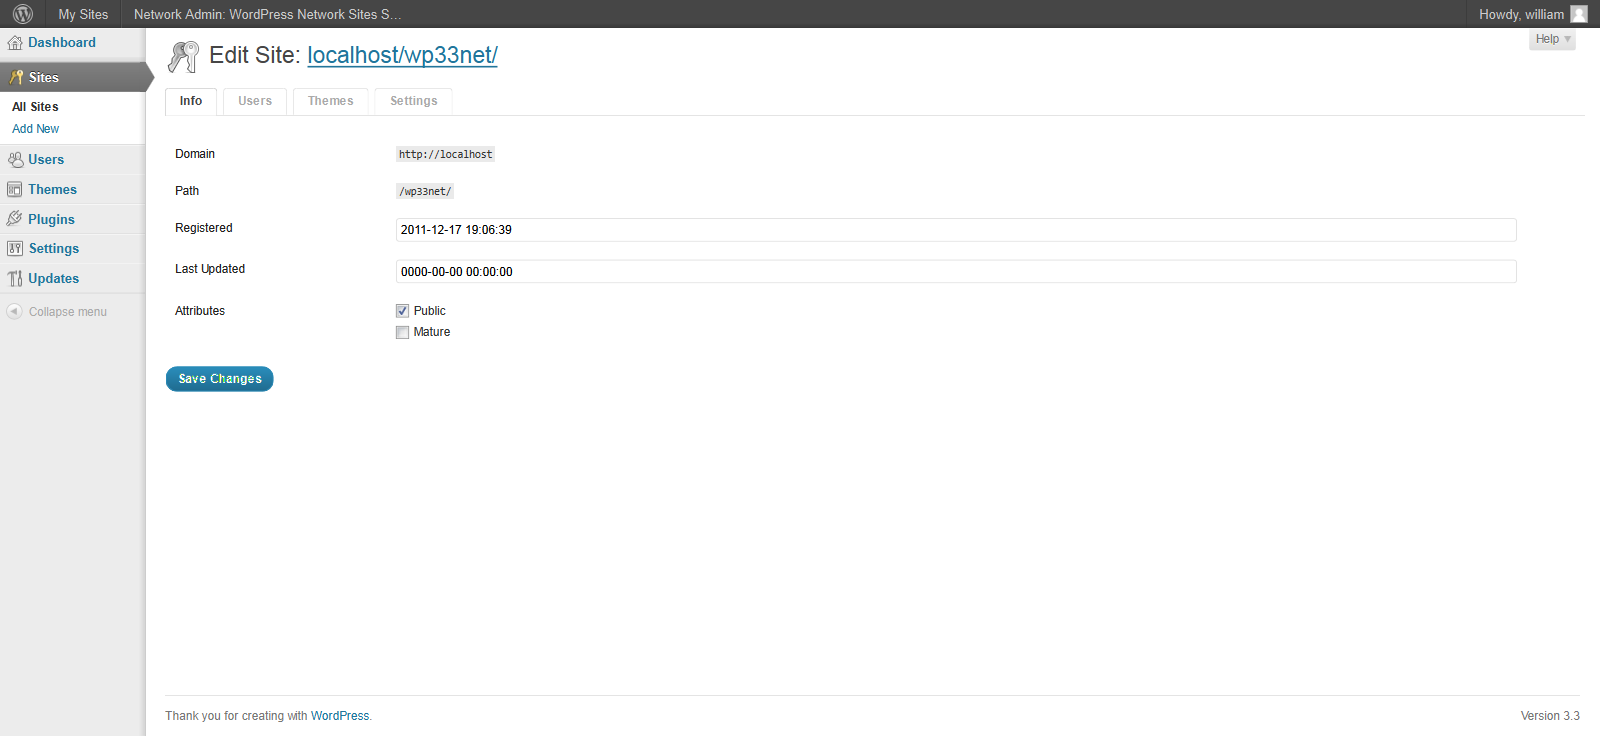 My Sites
Network Admin: WordPress Network Sites S...
Howdy, william
Dashboard
Sites
All Sites
Add New
Users
Themes
Plugins
Settings
Updates
Collapse menu
Help
Edit Site: localhost/wp33net/
Info Users Themes Settings
Domain http://localhost
Path /wp33net/
Registered 2011-12-17 19:06:39
Last Updated 0000-00-00 00:00:00
Attributes Public
Mature
Save Changes
Thank you for creating with WordPress.
Version 3.3